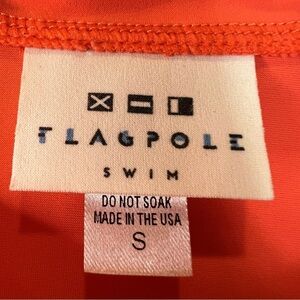 FLAGPOLE
SWIM
DO NOT SOAK
MADE IN THE USA
S